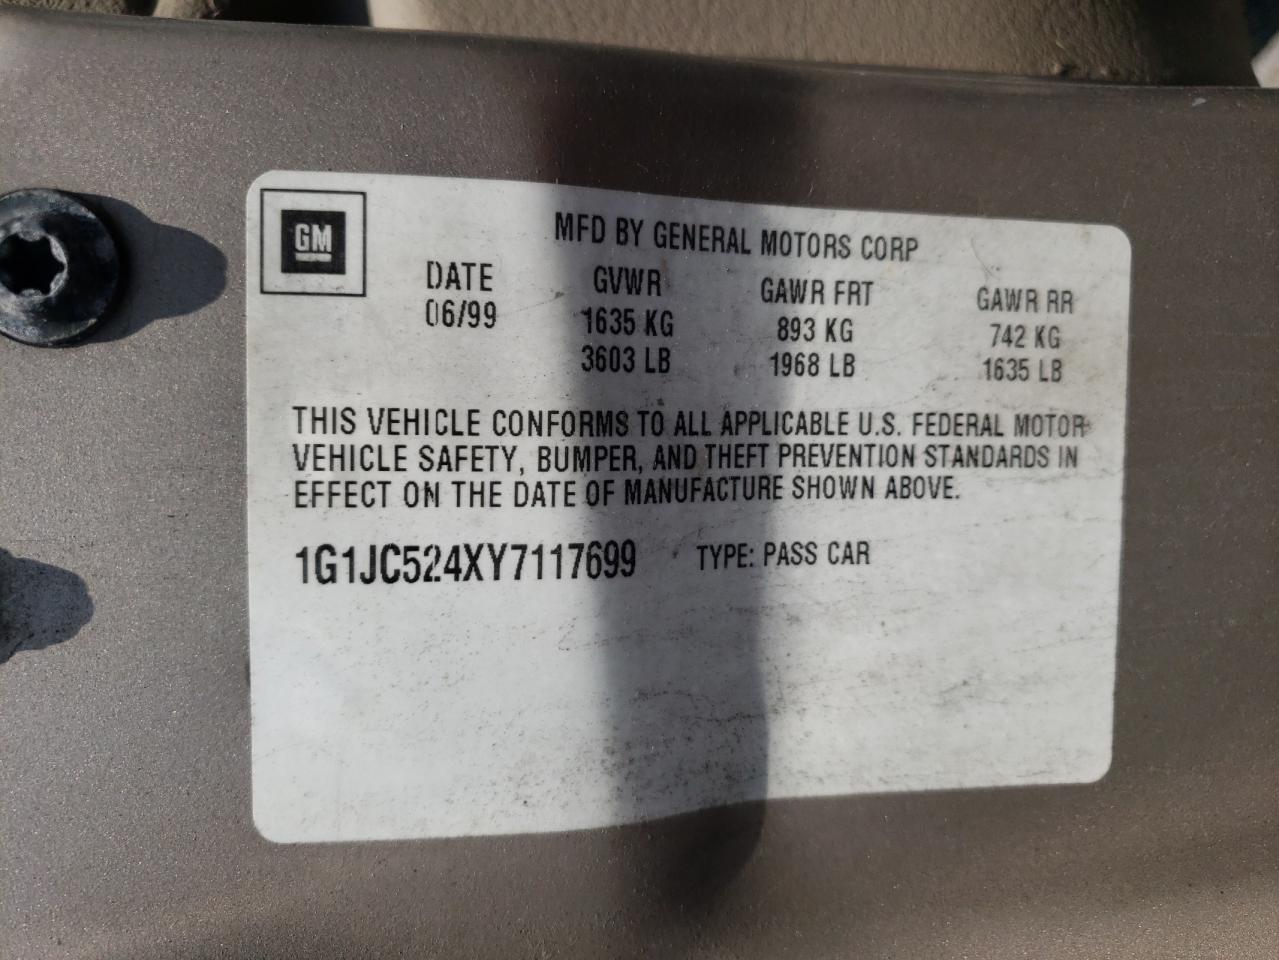 GM
MFD BY GENERAL MOTORS CORP
DATE GVWR GAWR FRT GAWR RR
06/99 1635 KG 893 KG 742 KG
3603 LB 1968 LB 1635 LB
THIS VEHICLE CONFORMS TO ALL APPLICABLE U.S. FEDERAL MOTOR
VEHICLE SAFETY, BUMPER, AND THEFT PREVENTION STANDARDS IN
EFFECT ON THE DATE OF MANUFACTURE SHOWN ABOVE.
1G1JC524XY7117699 TYPE: PASS CAR